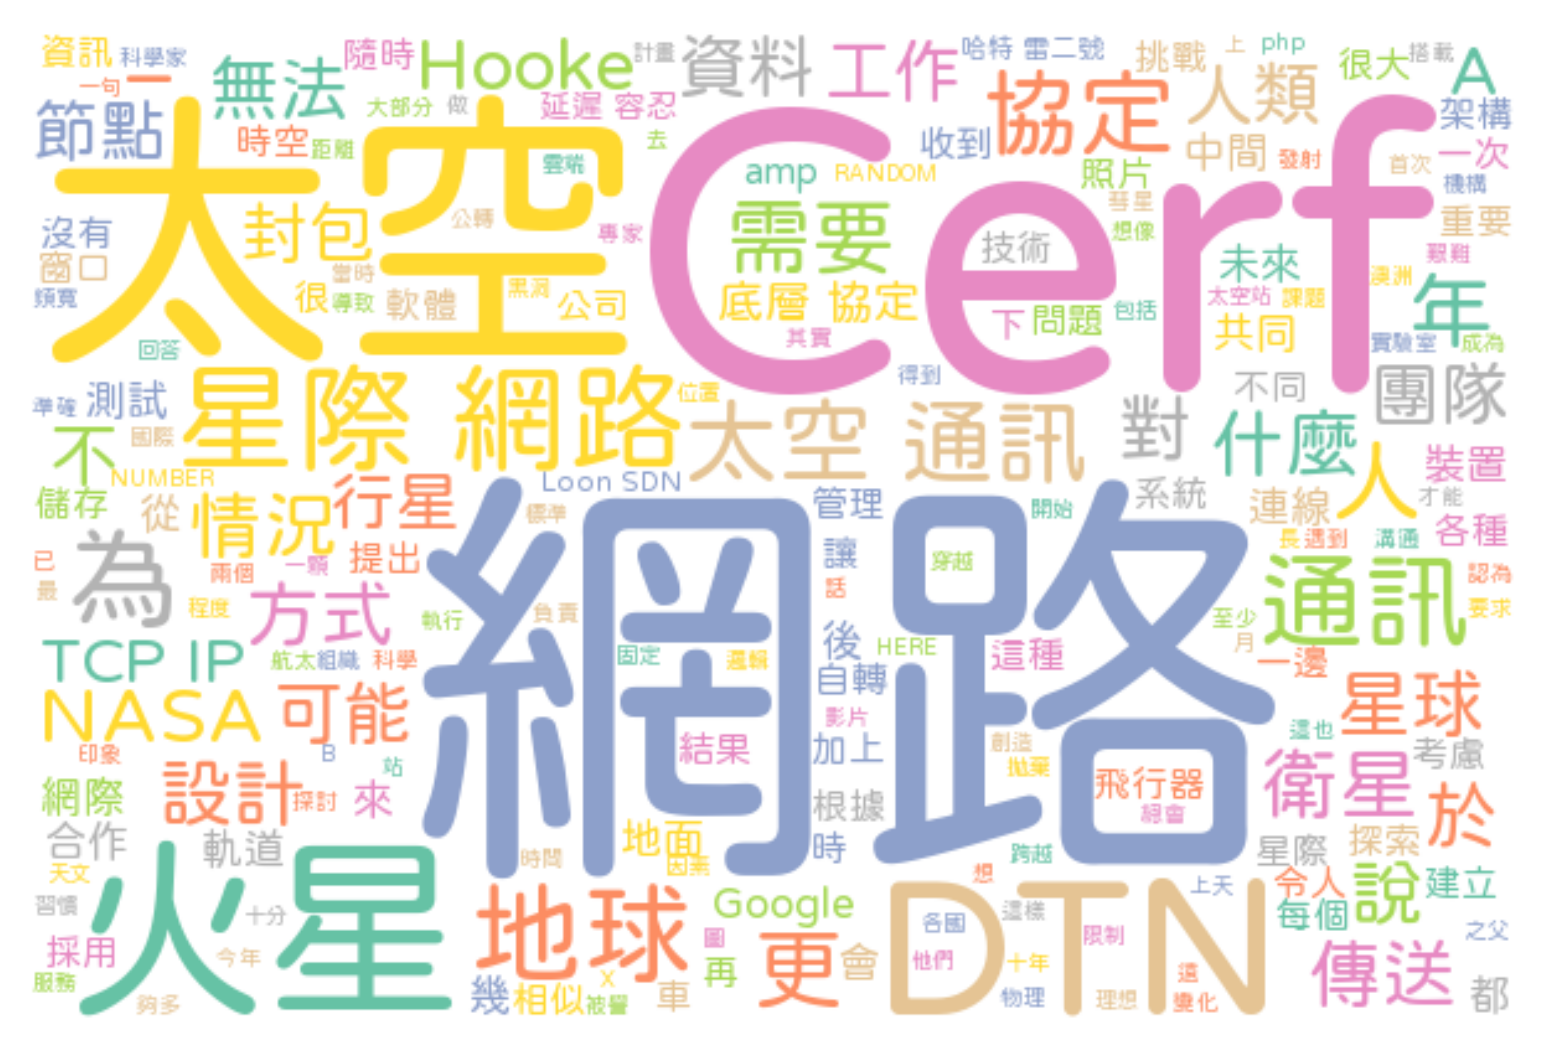 資訊 科學家 無法 隨時 Hooke 計畫 資料 工作 哈特 雷二號 挑戰 上 php 很大 搭載 A
一句 一 節點 大部分 做 延遲 容忍 協定 人類 架構
太空 Cerf
時空 距離 雲端 去 收到 中間 發射 首次 一次
amp RANDOM 照片 機構
沒有 封包 公轉 專家 需要 技術 彗星 想像 重要
窗口 當時 黑洞 未來 艱難
頻寬 很 導致 軟體 公司 底層 協定 下 問題 包括 太空站 課題 澳洲 年
回答 其實 共同 實驗室 成為
準確 測試 星際 網路 位置 得到 不同 團隊
不 國際 太空 通訊 對 什麼
NUMBER Loon SDN 人 裝置
儲存 從 情況 行星 標準 管理 開始 系統 連線 才能 各種
已 為 兩個 一顆 提出 網路 讓 穿越 長 遇到 溝通 認為
最 程度 方式 執行 負責 話 至少 通訊 要求
TCP IP 航太 組織 科學 固定 邏輯 後 HERE 這種 月 一邊
NASA 可能 自轉 星球
印象 B 結果 影片 加上 創造 這也 考慮
網際 設計 探討 站 來 根據 拋棄 飛行器 總會 衛星 於
合作 軌道 時間 地面 因素 時 跨越 星際 探索
天文 火星 地球 想 上天 令人 說 建立
習慣 十分 Google 各國 這樣 DTN 每個 之父
採用 今年 圖 更 會 他們 限制 傳送
服務 夠多 幾 相似 X 被譽 車 再 十年 物理 理想 這 變化 都